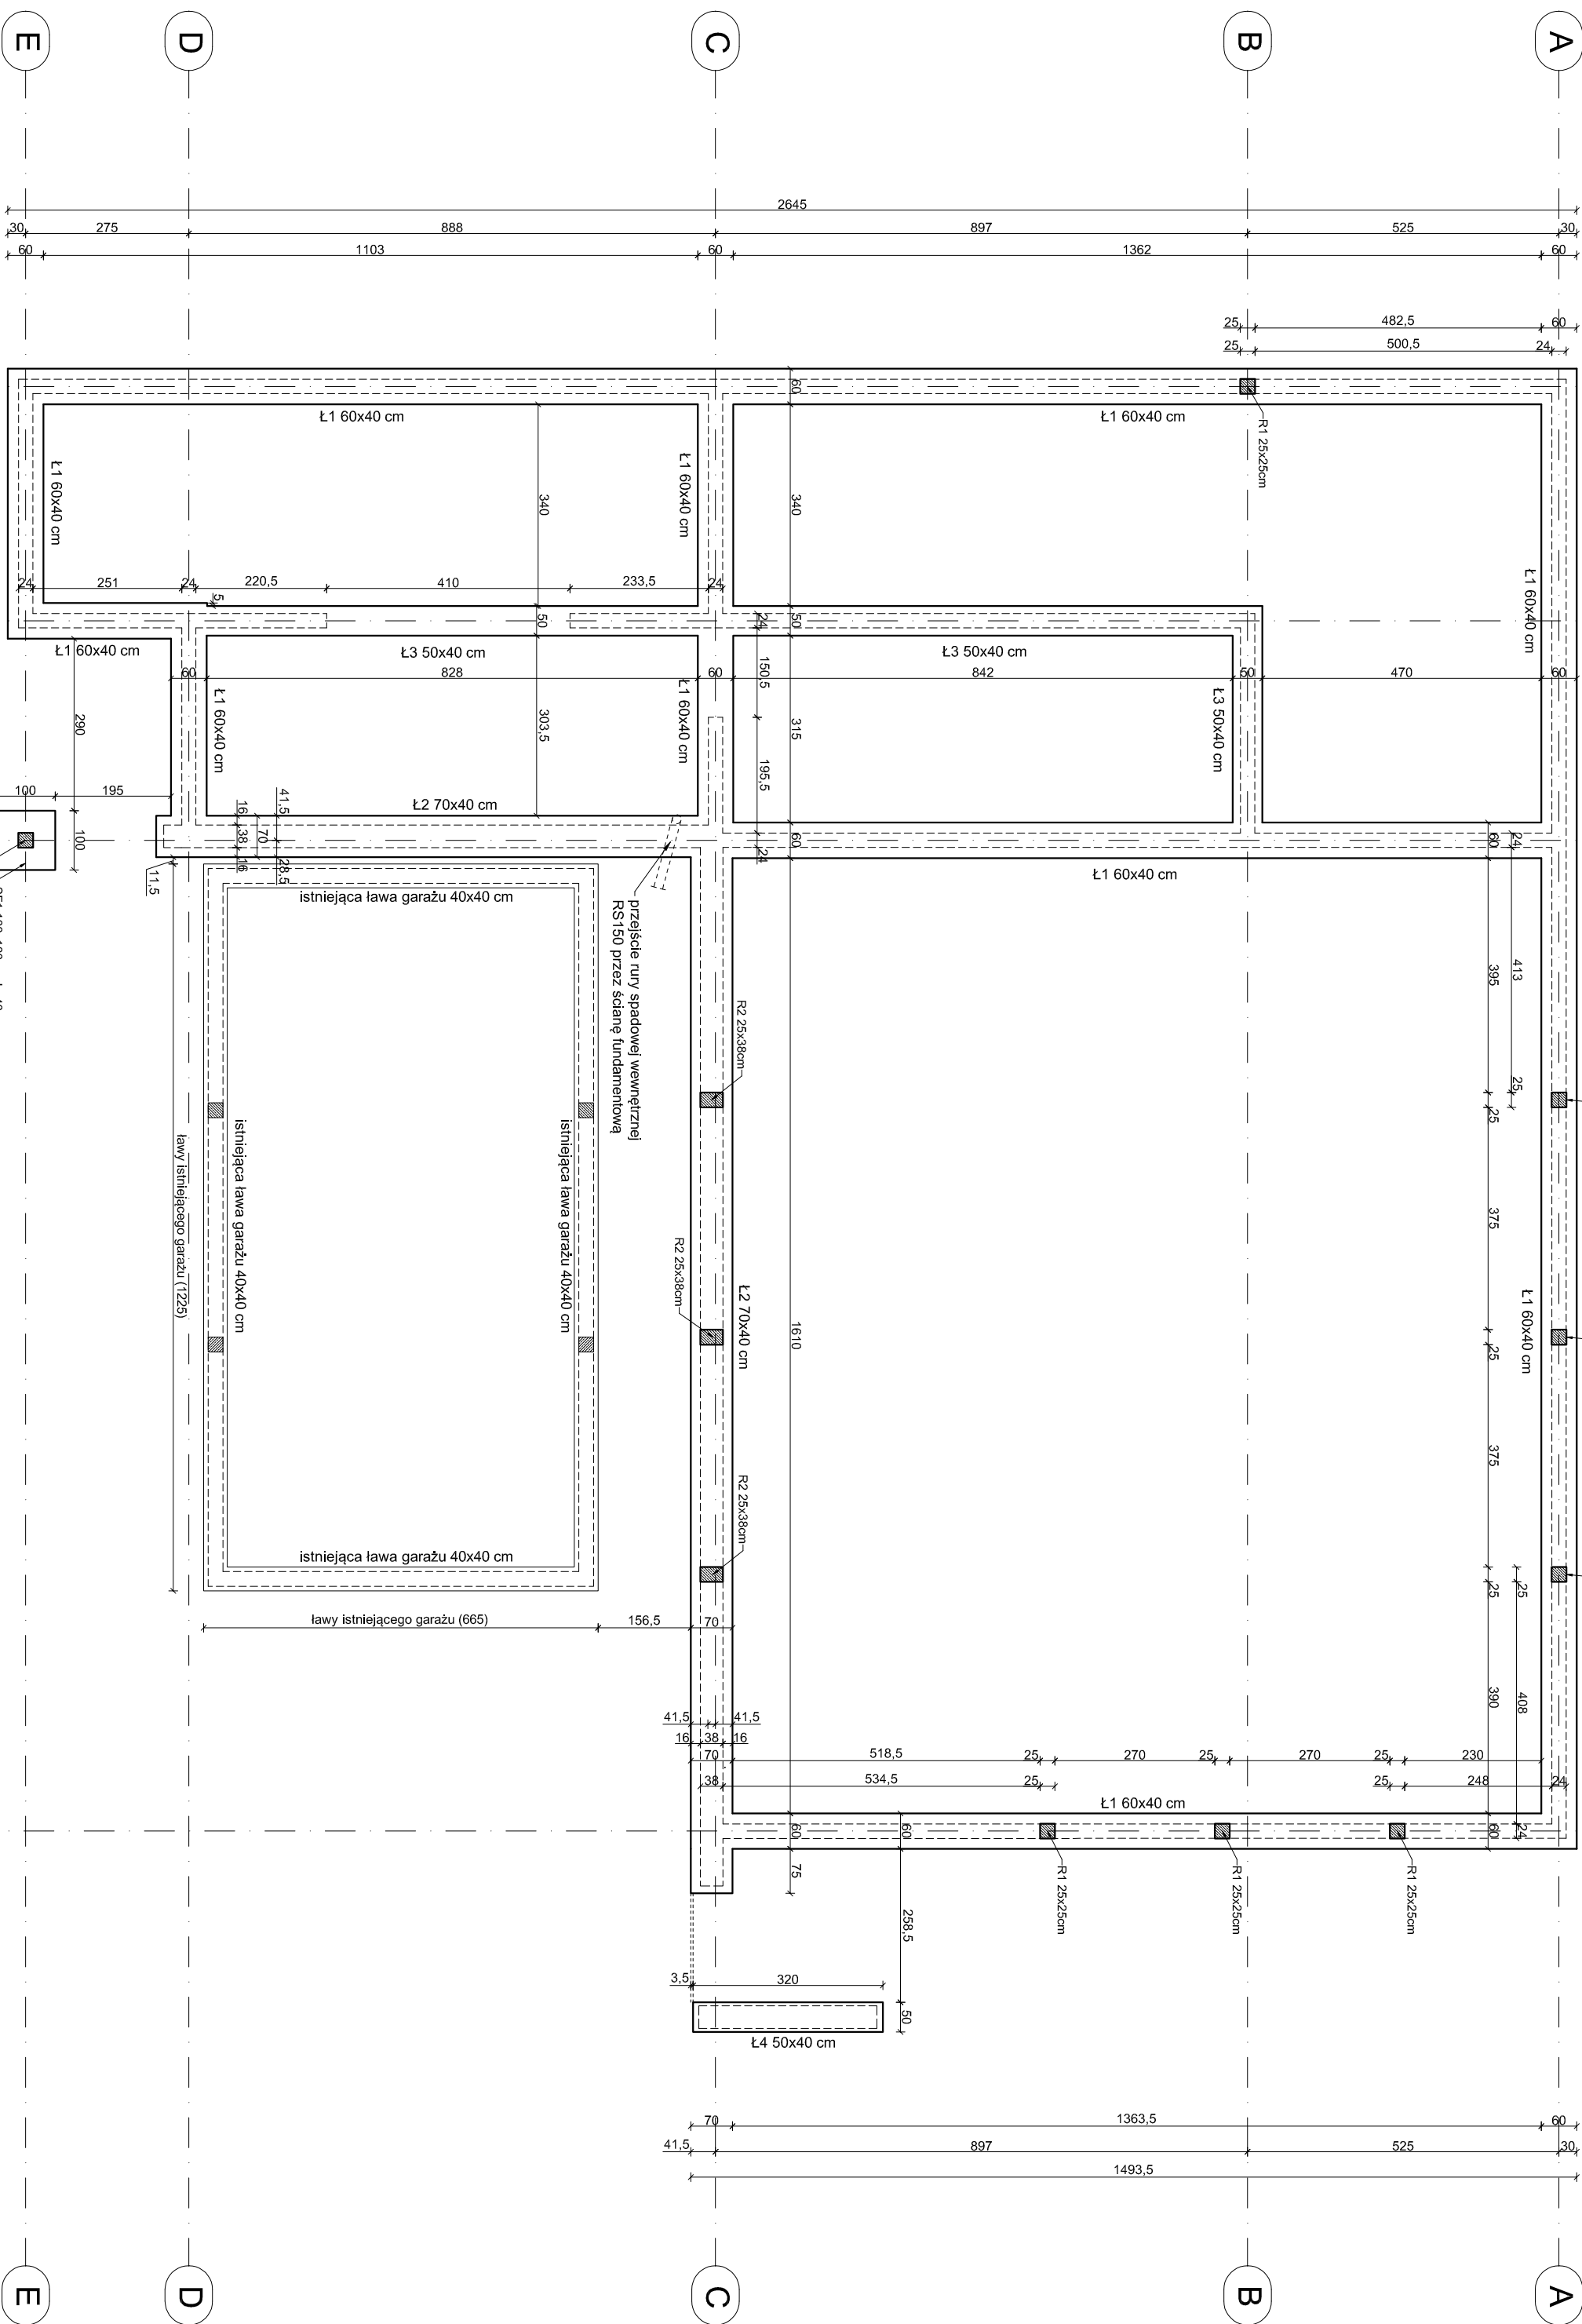 E
D
C
B
A
2645
30
275
888
897
525
30
60
1103
60
1362
60
25
482,5
60
25
500,5
24
60
Ł1 60x40 cm
Ł1 60x40 cm
R1 25x25cm
Ł1 60x40 cm
Ł1 60x40 cm
340
340
Ł1 60x40 cm
24
251
24
220,5
410
233,5
24
5
50
50
24
Ł1 60x40 cm
Ł3 50x40 cm
Ł3 50x40 cm
60
828
60
842
50
470
60
150,5
Ł1 60x40 cm
Ł1 60x40 cm
Ł3 50x40 cm
290
303,5
315
195,5
100
195
Ł2 70x40 cm
41,5
16
38
70
16
28,5
100
11,5
60
24
60
24
Ł1 60x40 cm
istniejąca ława garażu 40x40 cm
przejście rury spadowej wewnętrznej
RS150 przez ścianę fundamentową
413
395
25
25
R2 25x38cm
istniejąca ława garażu 40x40 cm
istniejąca ława garażu 40x40 cm
ławy istniejącego garażu (1225)
375
R2 25x38cm
Ł2 70x40 cm
1610
Ł1 60x40 cm
25
375
R2 25x38cm
istniejąca ława garażu 40x40 cm
25
25
ławy istniejącego garażu (665)
156,5
70
408
390
41,5
41,5
16
38
16
70
518,5
25
270
25
270
25
230
38
534,5
25
25
248
24
Ł1 60x40 cm
60
60
60
24
75
R1 25x25cm
R1 25x25cm
R1 25x25cm
258,5
3,5
320
50
Ł4 50x40 cm
70
1363,5
60
41,5
897
525
30
1493,5
E
D
C
B
A